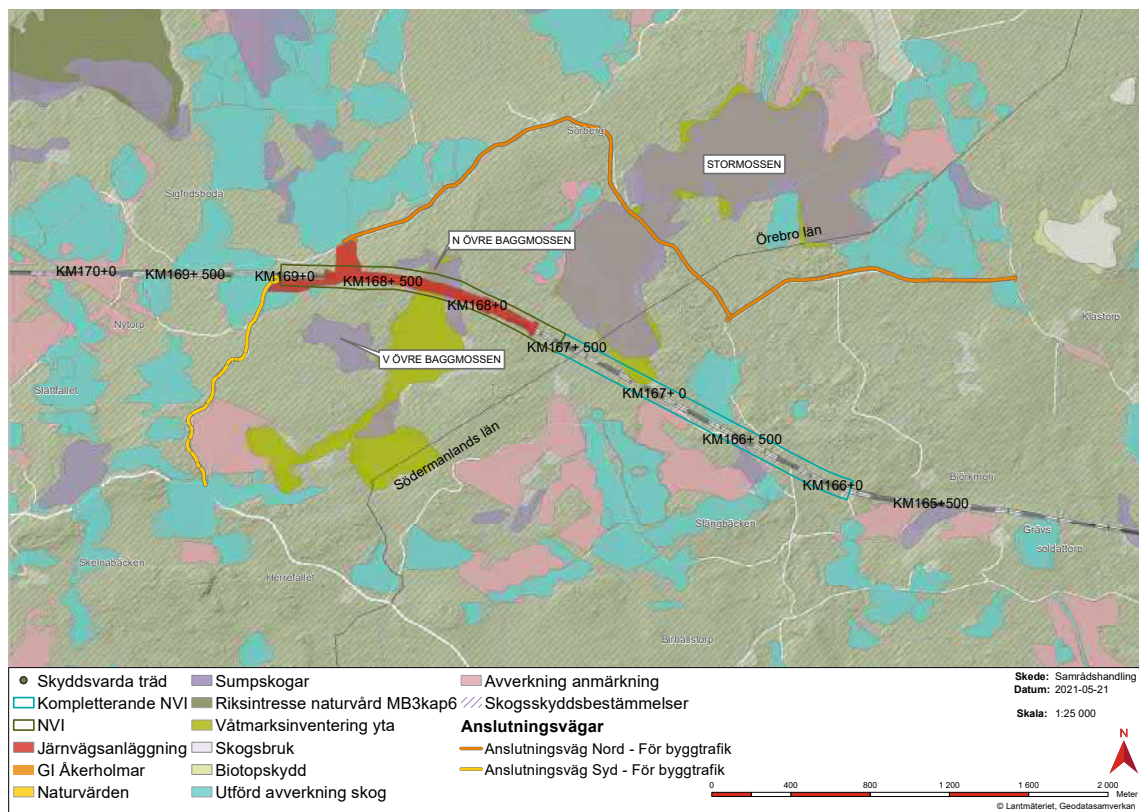 Sörberg
STORMOSSEN
Sigfridsboda
N ÖVRE BAGGMOSSEN
Örebro län
KM170+0
KM169+ 500
KM169+0
KM168+ 500
KM168+0
Nytorp
Klastorp
KM167+ 500
V ÖVRE BAGGMOSSEN
Slättfallet
KM167+ 0
KM166+ 500
Södermanlands län
KM166+0
Björkmon
KM165+500
Slångbäcken
Grävs
soldattorp
Skelnabäcken
Herrefallet
Bilhällstorp
Skyddsvarda träd
Kompletterande NVI
NVI
Järnvägsanläggning
GI Åkerholmar
Naturvärden
Sumpskogar
Riksintresse naturvård MB3kap6
Våtmarksinventering yta
Skogsbruk
Biotopskydd
Utförd avverkning skog
Avverkning anmärkning
Skogsskyddsbestämmelser
Anslutningsvägar
Anslutningsväg Nord - För byggtrafik
Anslutningsväg Syd - För byggtrafik
Skede: Samrådshandling
Datum: 2021-05-21
Skala: 1:25 000
N
0 400 800 1 200 1 600 2 000
Meter
© Lantmäteriet, Geodatasamverkan